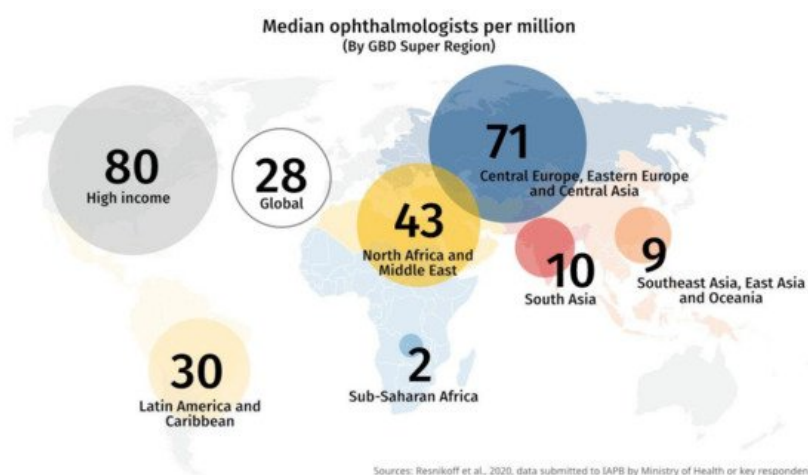 Median ophthalmologists per million
(By GBD Super Region)
80
High income
28
Global
71
Central Europe, Eastern Europe
and Central Asia
43
North Africa and
Middle East
10
South Asia
9
Southeast Asia, East Asia
and Oceania
30
Latin America and
Caribbean
2
Sub-Saharan Africa
Sources: Resnikoff et al., 2020, data submitted to IAPB by Ministry of Health or key responden